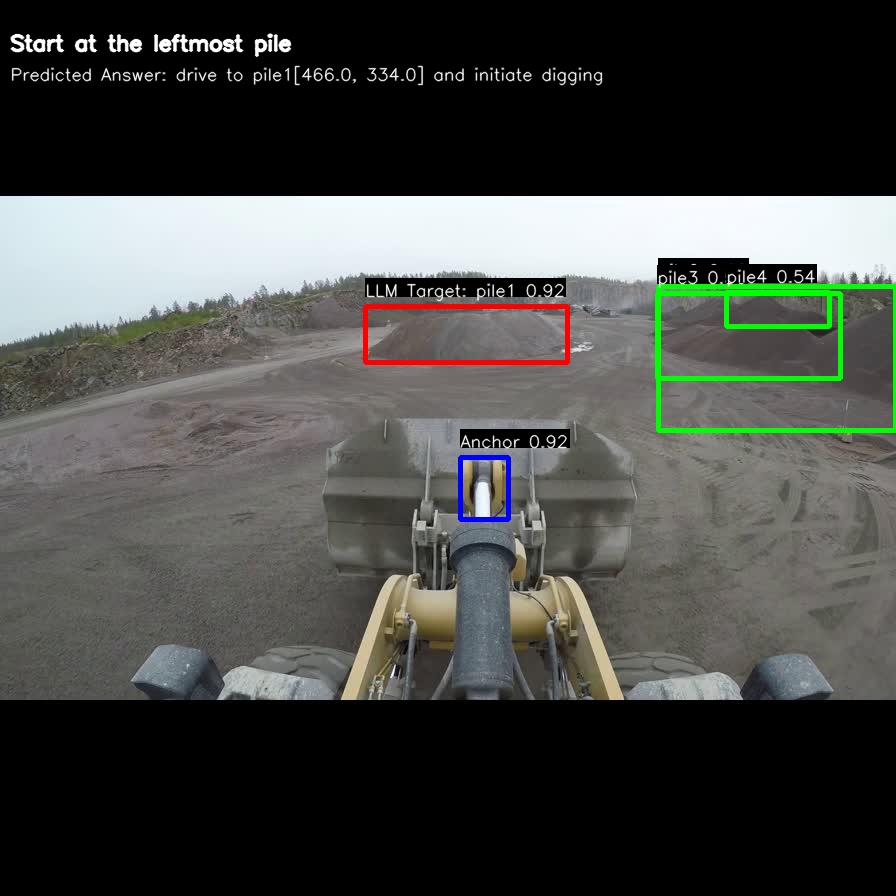 Start at the leftmost pile
Predicted Answer: drive to pile1[466.0, 334.0] and initiate digging
LLM Target: pile1 0.92
pile3 0.
pile4 0.54
Anchor 0.92